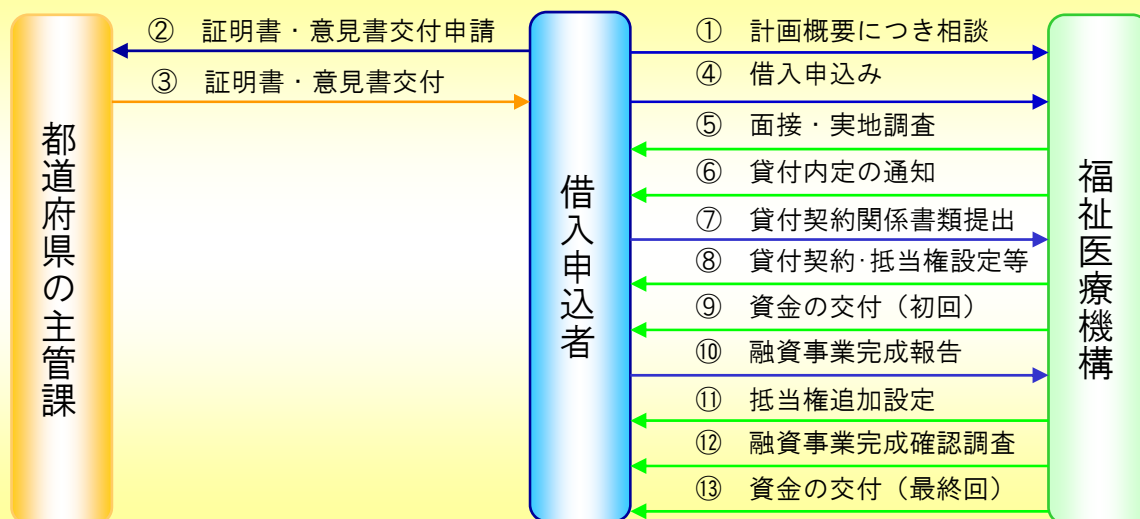 ② 証明書・意見書交付申請
③ 証明書・意見書交付
① 計画概要につき相談
④ 借入申込み
⑤ 面接・実地調査
⑥ 貸付内定の通知
⑦ 貸付契約関係書類提出
⑧ 貸付契約･抵当権設定等
⑨ 資金の交付（初回）
⑩ 融資事業完成報告
⑪ 抵当権追加設定
⑫ 融資事業完成確認調査
⑬ 資金の交付（最終回）
都道府県の主管課
借入申込者
福祉医療機構